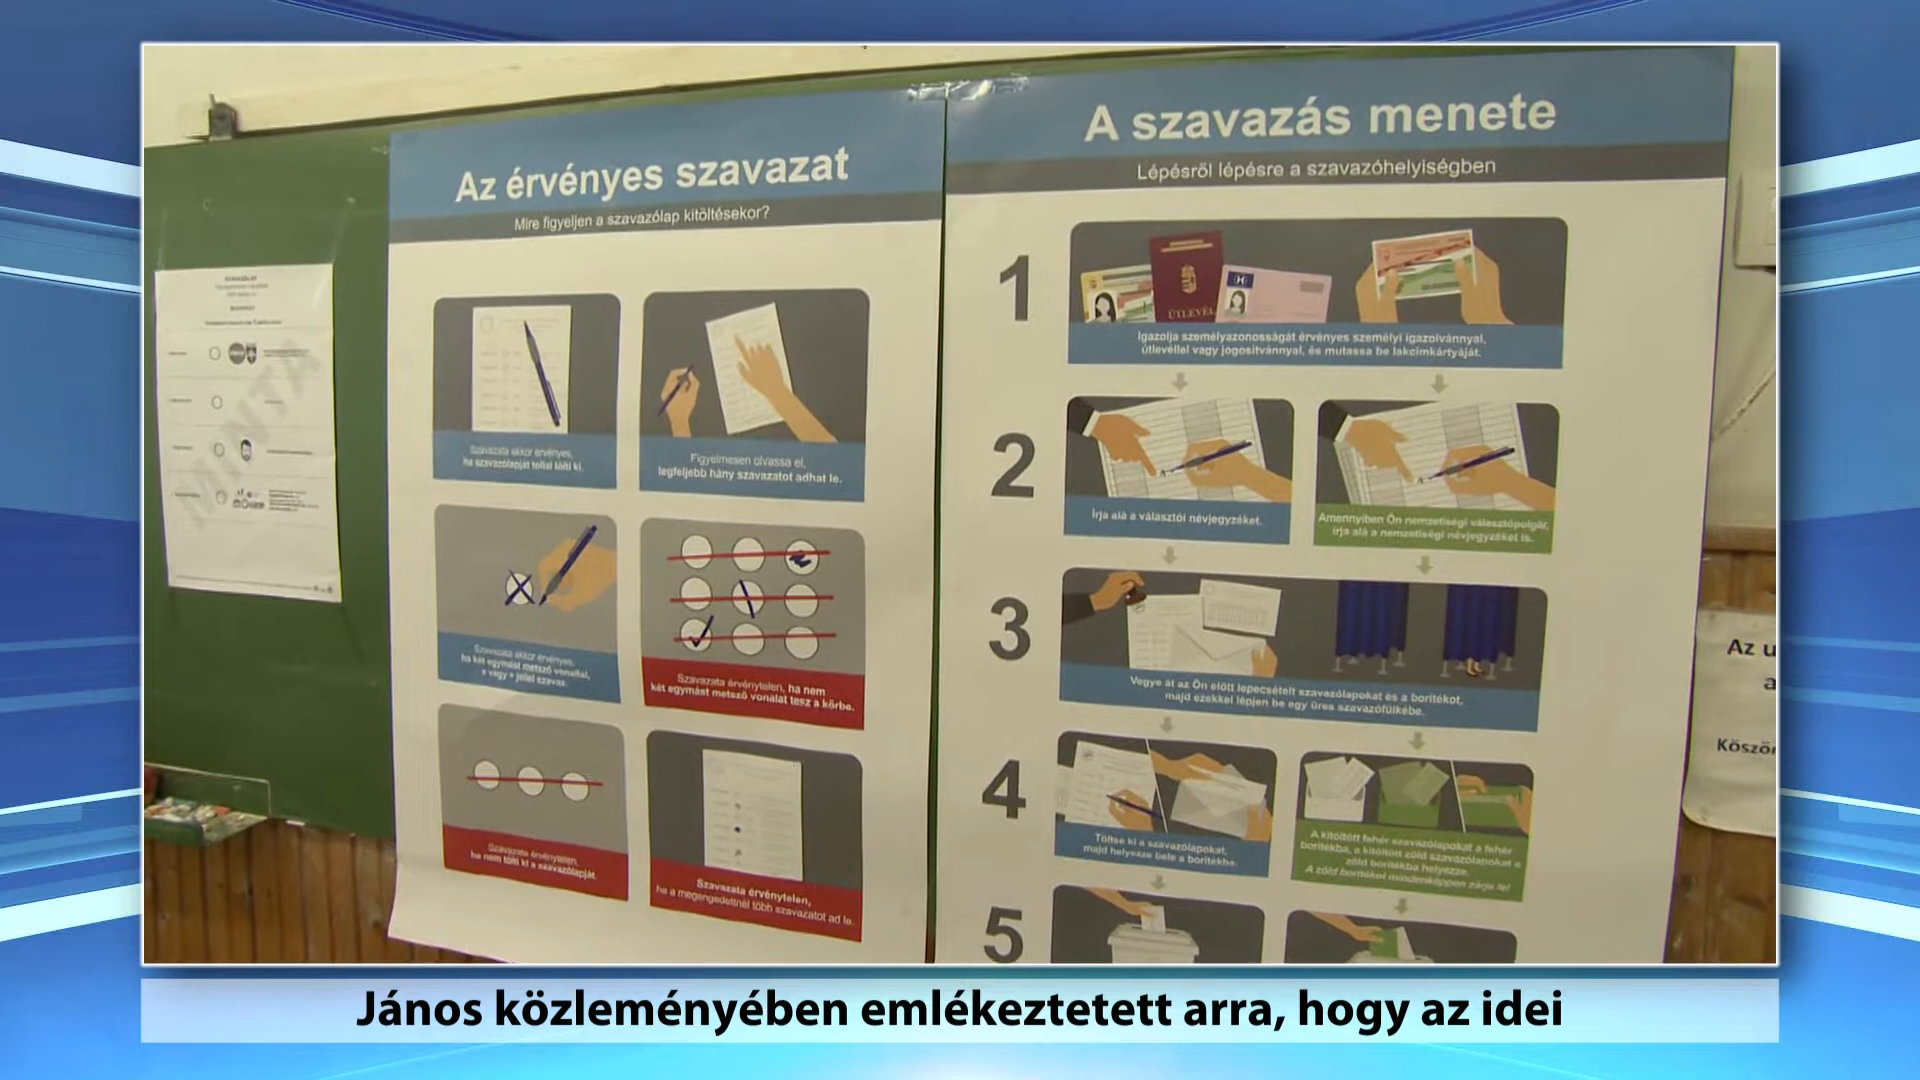 MINTA
Az érvényes szavazat
Mire figyeljen a szavazólap kitöltésekor?
Szavazata akkor érvényes,
ha szavazólapját tollal tölti ki.
Figyelmesen olvassa el,
legfeljebb hány szavazatot adhat le.
Szavazata akkor érvényes,
ha két egymást metsző vonallal,
x vagy + jellel szavaz.
Szavazata érvénytelen, ha nem
két egymást metsző vonalat tesz a körbe.
Szavazata érvénytelen,
ha nem tölti ki a szavazólapját.
Szavazata érvénytelen,
ha a megengedettnél több szavazatot ad le.
A szavazás menete
Lépésről lépésre a szavazóhelyiségben
1
ÚTLEVÉL
Igazolja személyazonosságát érvényes személyi igazolvánnyal,
útlevéllel vagy jogosítvánnyal, és mutassa be lakcímkártyáját.
2
Írja alá a választói névjegyzéket.
Amennyiben Ön nemzetiségi választópolgár,
írja alá a nemzetiségi névjegyzéket is.
3
Vegye át az Ön előtt lepecsételt szavazólapokat és a borítékot,
majd ezekkel lépjen be egy üres szavazófülkébe.
4
Töltse ki a szavazólapokat,
majd helyezze bele a borítékba.
A kitöltött fehér szavazólapokat a fehér
borítékba, a kitöltött zöld szavazólapokat a
zöld borítékba helyezze.
A zöld borítékot mindenképpen zárja le!
5
Az u
a
Köször
János közleményében emlékeztetett arra, hogy az idei